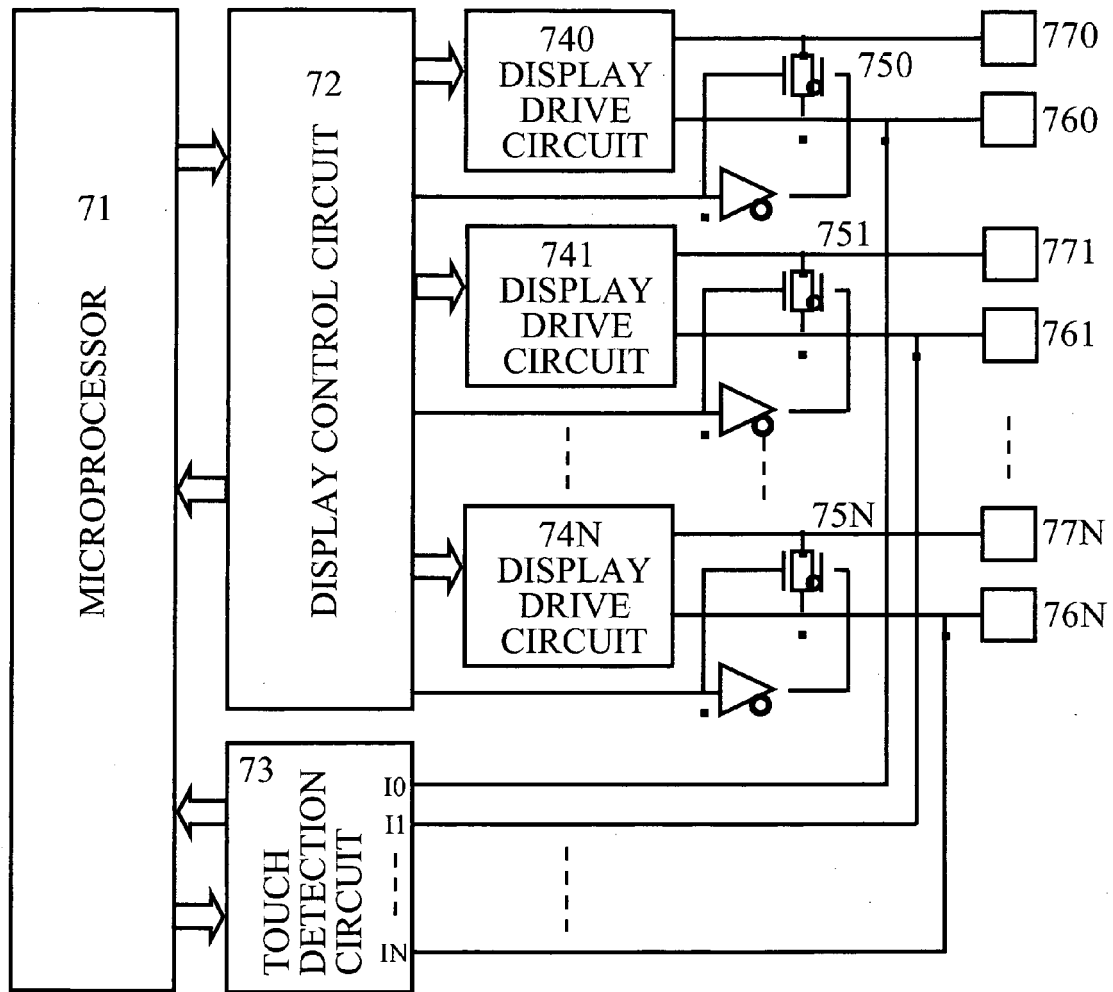 71
MICROPROCESSOR
72
DISPLAY CONTROL CIRCUIT
740
DISPLAY
DRIVE
CIRCUIT
750
770
760
741
DISPLAY
DRIVE
CIRCUIT
751
771
761
74N
DISPLAY
DRIVE
CIRCUIT
75N
77N
76N
73
TOUCH
DETECTION
CIRCUIT
I0
I1
IN